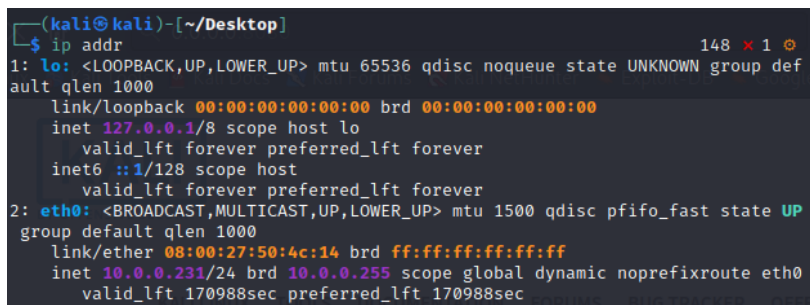 ┌──(kali㉿kali)-[~/Desktop]
└─$ ip addr 148 ⨯ 1 ⚙
1: lo: <LOOPBACK,UP,LOWER_UP> mtu 65536 qdisc noqueue state UNKNOWN group def
ault qlen 1000
    link/loopback 00:00:00:00:00:00 brd 00:00:00:00:00:00
    inet 127.0.0.1/8 scope host lo
       valid_lft forever preferred_lft forever
    inet6 ::1/128 scope host
       valid_lft forever preferred_lft forever
2: eth0: <BROADCAST,MULTICAST,UP,LOWER_UP> mtu 1500 qdisc pfifo_fast state UP
 group default qlen 1000
    link/ether 08:00:27:50:4c:14 brd ff:ff:ff:ff:ff:ff
    inet 10.0.0.231/24 brd 10.0.0.255 scope global dynamic noprefixroute eth0
       valid_lft 170988sec preferred_lft 170988sec